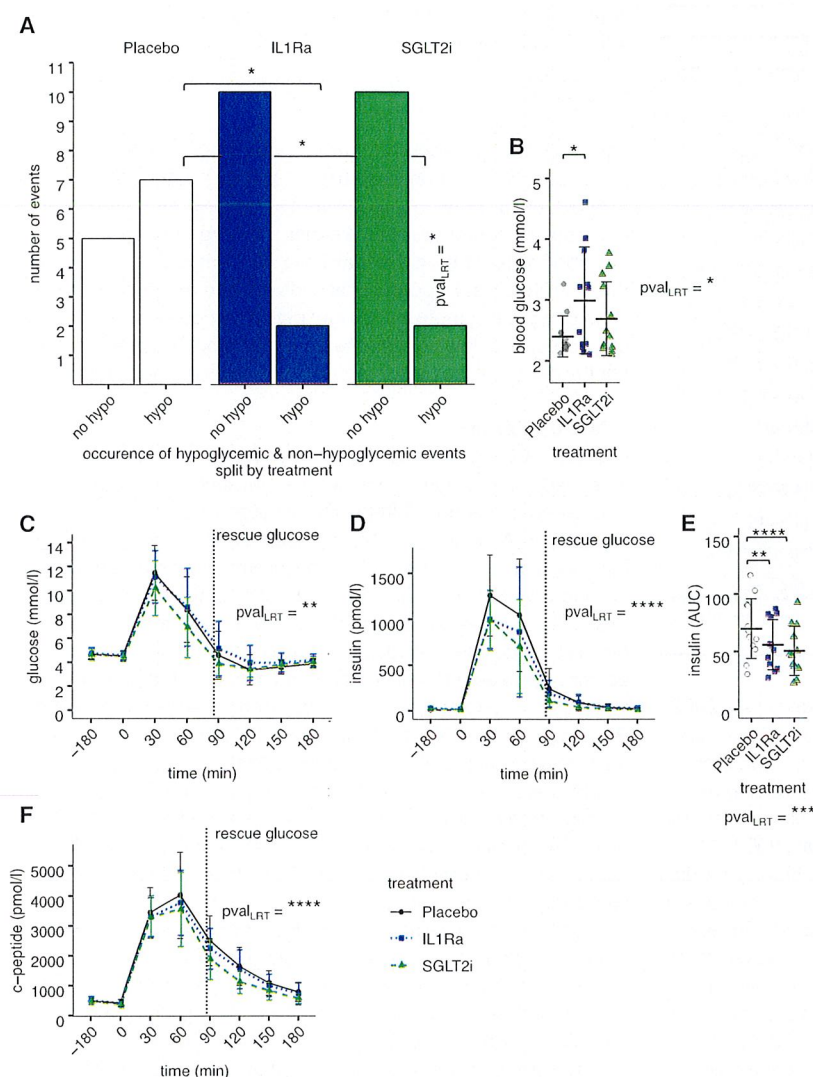 A
Placebo IL1Ra SGLT2i
number of events
11
10
9
8
7
6
5
4
3
2
1
*
*
pvalLRT = *
no hypo hypo no hypo hypo no hypo hypo
occurence of hypoglycemic & non−hypoglycemic events
split by treatment
B
*
blood glucose (mmol/l)
5
4
3
2
pvalLRT = *
Placebo IL1Ra SGLT2i
treatment
C
rescue glucose
glucose (mmol/l)
14
12
10
8
6
4
2
0
pvalLRT = **
−180 0 30 60 90 120 150 180
time (min)
D
rescue glucose
insulin (pmol/l)
1500
1000
500
0
pvalLRT = ****
−180 0 30 60 90 120 150 180
time (min)
E
****
**
insulin (AUC)
150
100
50
0
Placebo IL1Ra SGLT2i
treatment
pvalLRT = ***
F
rescue glucose
c−peptide (pmol/l)
5000
4000
3000
2000
1000
0
pvalLRT = ****
−180 0 30 60 90 120 150 180
time (min)
treatment
Placebo
IL1Ra
SGLT2i